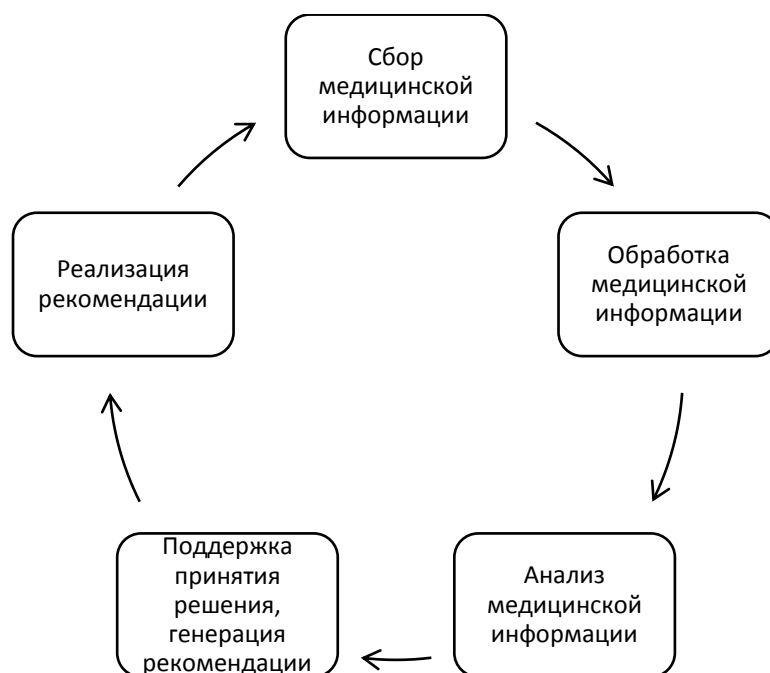 Сбор
медицинской
информации
Обработка
медицинской
информации
Анализ
медицинской
информации
Поддержка
принятия
решения,
генерация
рекомендации
Реализация
рекомендации